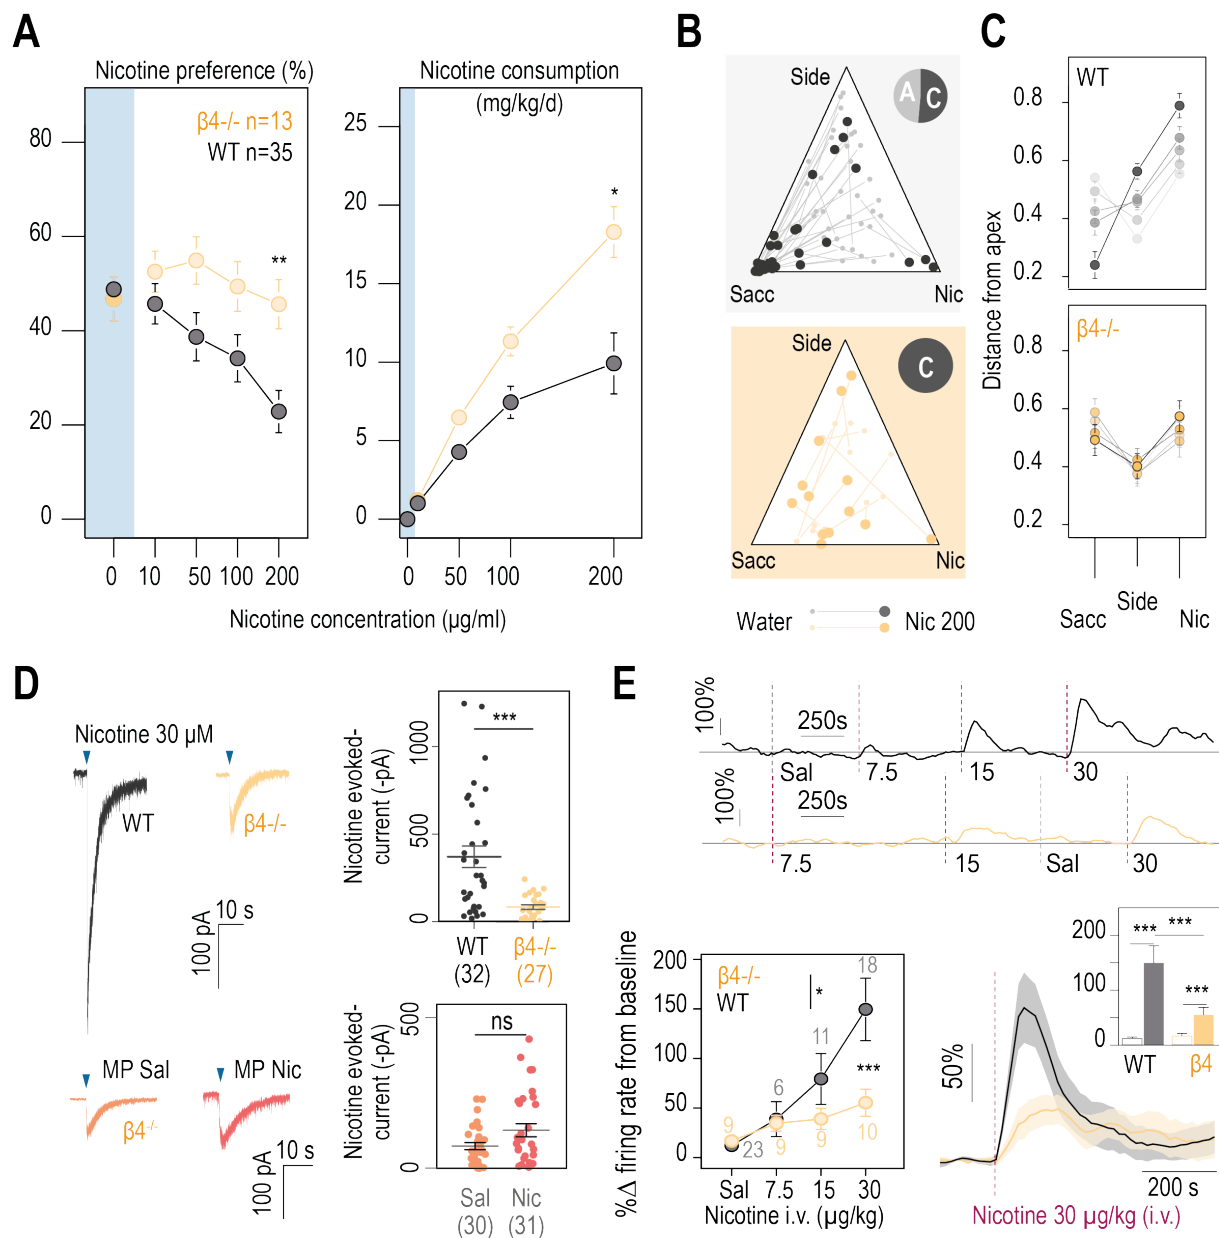 A
Nicotine preference (%)
β4-/- n=13
WT n=35
**
80
60
40
20
0
0 10 50 100 200
Nicotine consumption
(mg/kg/d)
*
25
20
15
10
5
0
0 50 100 200
Nicotine concentration (µg/ml)
B
Side
A C
Sacc Nic
Side
C
Sacc Nic
Water Nic 200
C
WT
0.8
0.6
0.4
0.2
β4-/-
0.8
0.6
0.4
0.2
Distance from apex
Sacc Side Nic
D
Nicotine 30 µM
WT
β4-/-
10 s
100 pA
MP Sal
MP Nic
β4-/-
10 s
100 pA
Nicotine evoked-
current (-pA)
1000
500
0
***
WT β4-/-
(32) (27)
Nicotine evoked-
current (-pA)
500
0
ns
Sal Nic
(30) (31)
E
100%
250s
Sal 7.5 15 30
100%
250s
7.5 15 Sal 30
%Δ firing rate from baseline
200
150
100
50
0
β4-/-
WT
*
18
11
6
***
9
23
9
9
10
Sal 7.5 15 30
Nicotine i.v. (µg/kg)
50%
200
100
0
***
***
***
WT β4
200 s
Nicotine 30 µg/kg (i.v.)